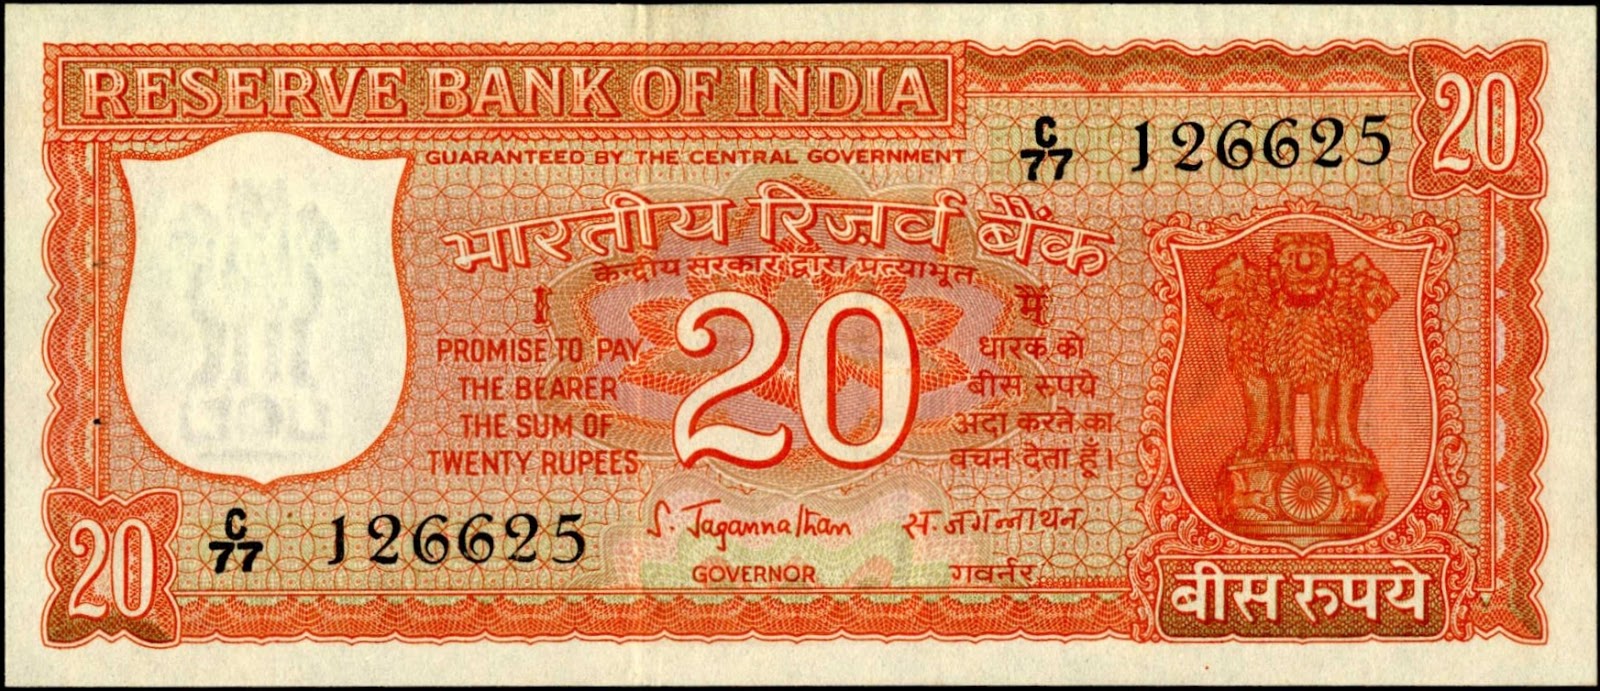 RESERVE BANK OF INDIA
20
GUARANTEED BY THE CENTRAL GOVERNMENT
C/77 J 126625
भारतीय रिज़र्व बैंक
केन्द्रीय सरकार द्वारा प्रत्याभूत
I
PROMISE TO PAY
THE BEARER
THE SUM OF
TWENTY RUPEES
20
मैं
धारक को
बीस रुपये
अदा करने का
वचन देता हूँ।
C/77 J 126625
S. Jagannathan
स. जगन्नाथन
GOVERNOR
गवर्नर
20
बीस रुपये